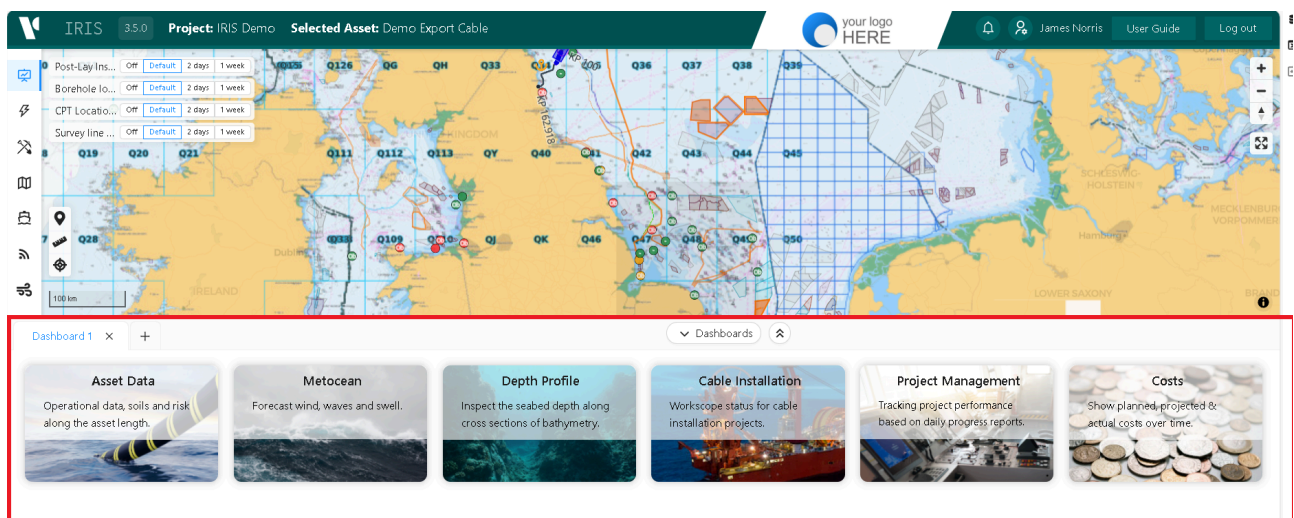 IRIS 3.5.0 Project: IRIS Demo Selected Asset: Demo Export Cable your logo HERE James Norris User Guide Log out
Post-Lay Ins... Off Default 2 days 1 week
Borehole lo... Off Default 2 days 1 week
CPT Locatio... Off Default 2 days 1 week
Survey line ... Off Default 2 days 1 week
Q126 QG QH Q33 Q36 Q37 Q38 Q39
KP 162.918
KINGDOM
Q19 Q20 Q21 Q111 Q112 Q113 QY Q40 Q41 Q42 Q43 Q44 Q45
SCHLESWIG-
HOLSTEIN
MECKLENBURG
VORPOMMER
Q28 Q109 QJ QK Q46 Q47 Q48 Q49 Q50
Dublin
Hamburg
IRELAND
LOWER SAXONY
BRAND
100 km
Dashboard 1
+
Dashboards
Asset Data
Operational data, soils and risk
along the asset length.
Metocean
Forecast wind, waves and swell.
Depth Profile
Inspect the seabed depth along
cross sections of bathymetry.
Cable Installation
Workscope status for cable
installation projects.
Project Management
Tracking project performance
based on daily progress reports.
Costs
Show planned, projected &
actual costs over time.